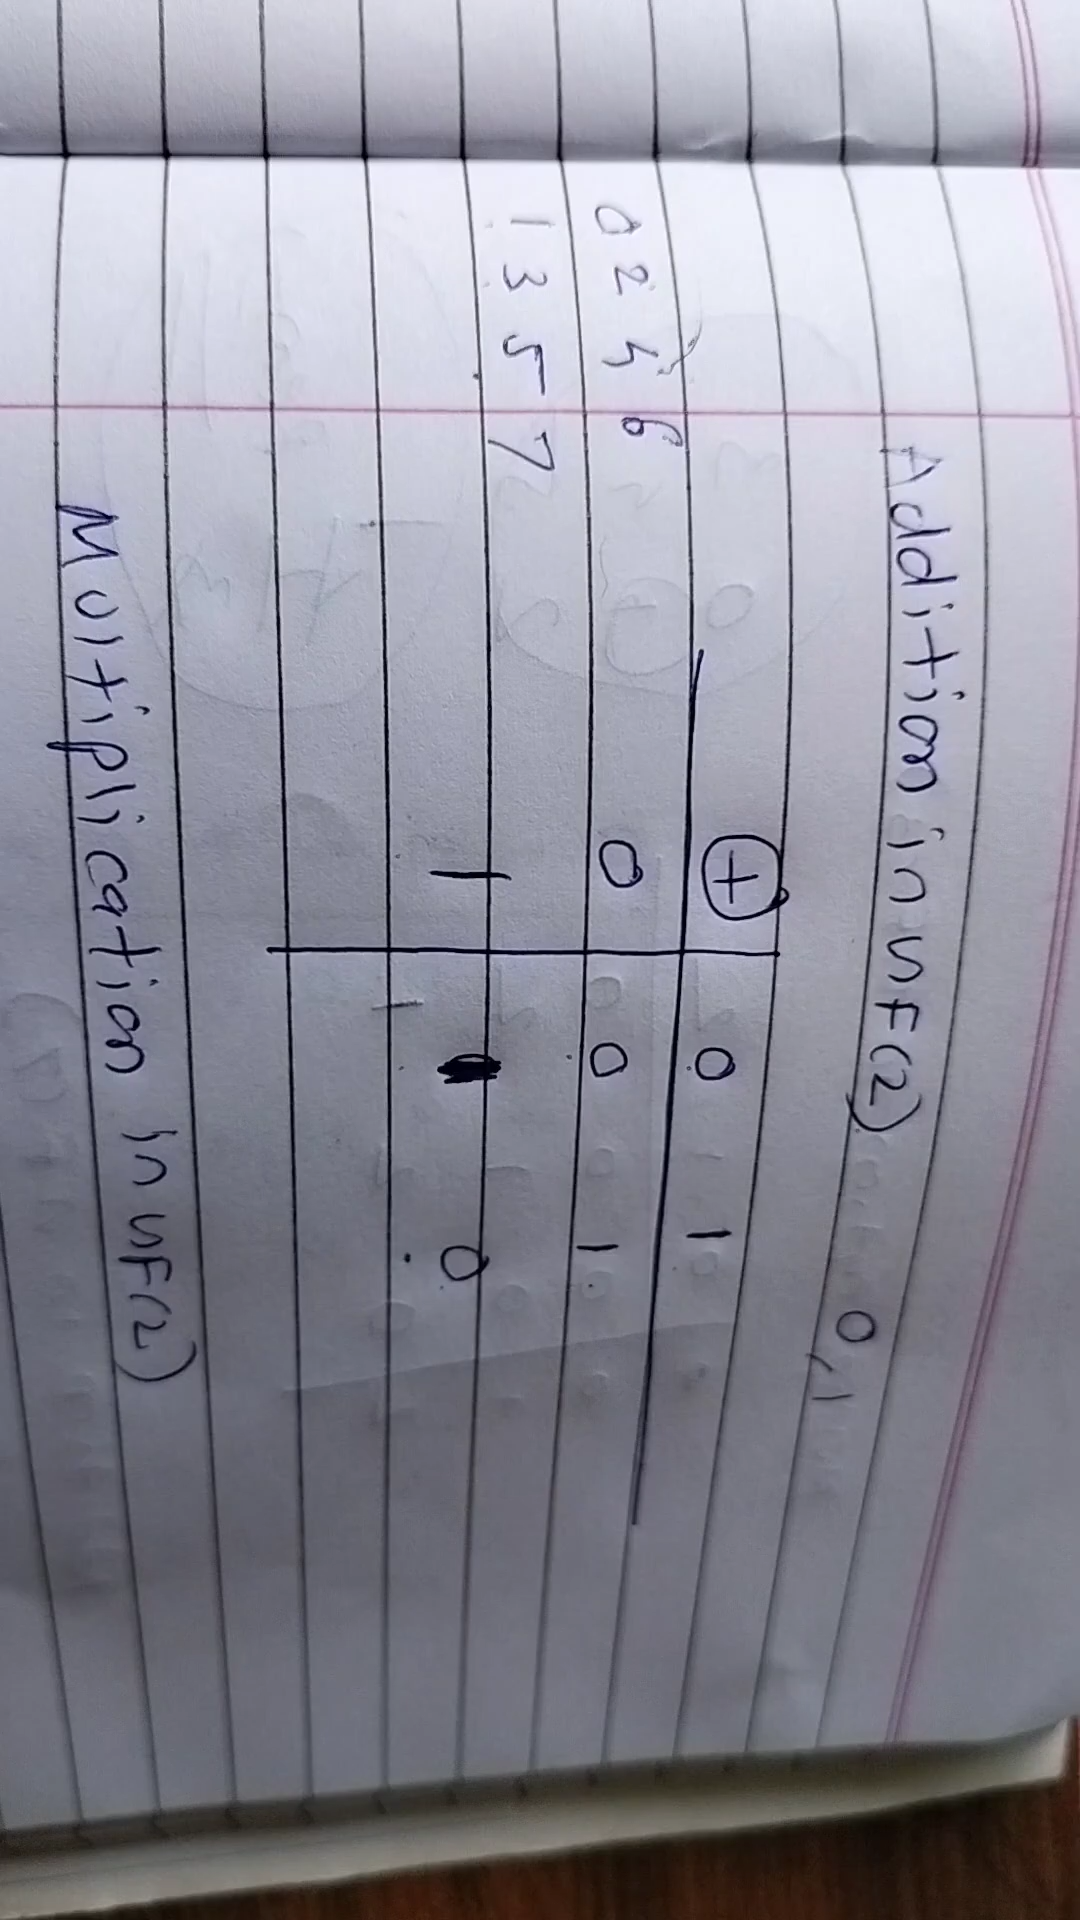 Addition in GF(2) 0,1
⊕ 0 1
0 2 4 6 0 0 1
1 3 5 7 1 0
Multiplication in GF(2)